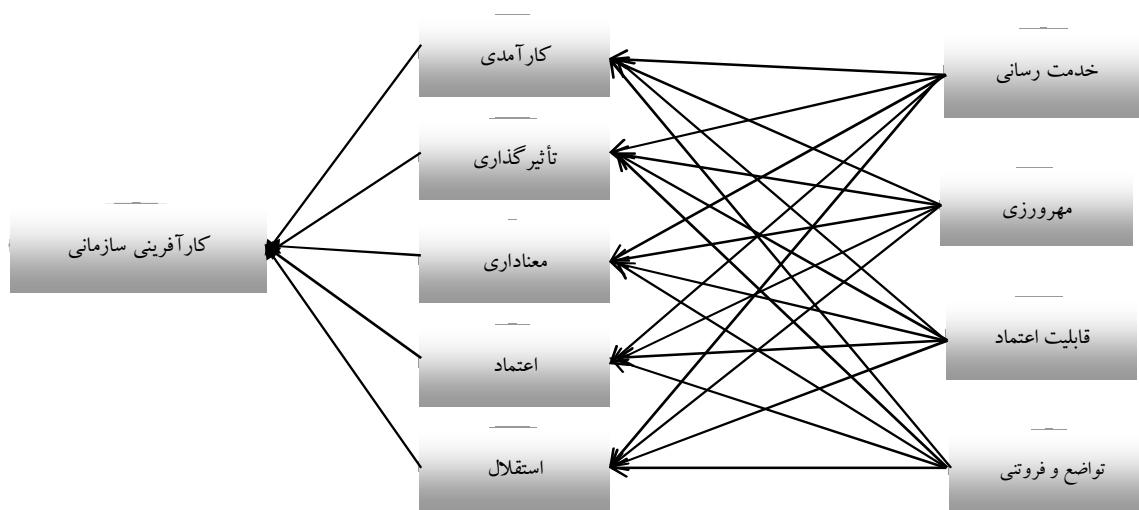 خدمت رسانی
مهرورزی
قابلیت اعتماد
تواضع و فروتنی
کارآمدی
تأثیرگذاری
معناداری
اعتماد
استقلال
کارآفرینی سازمانی